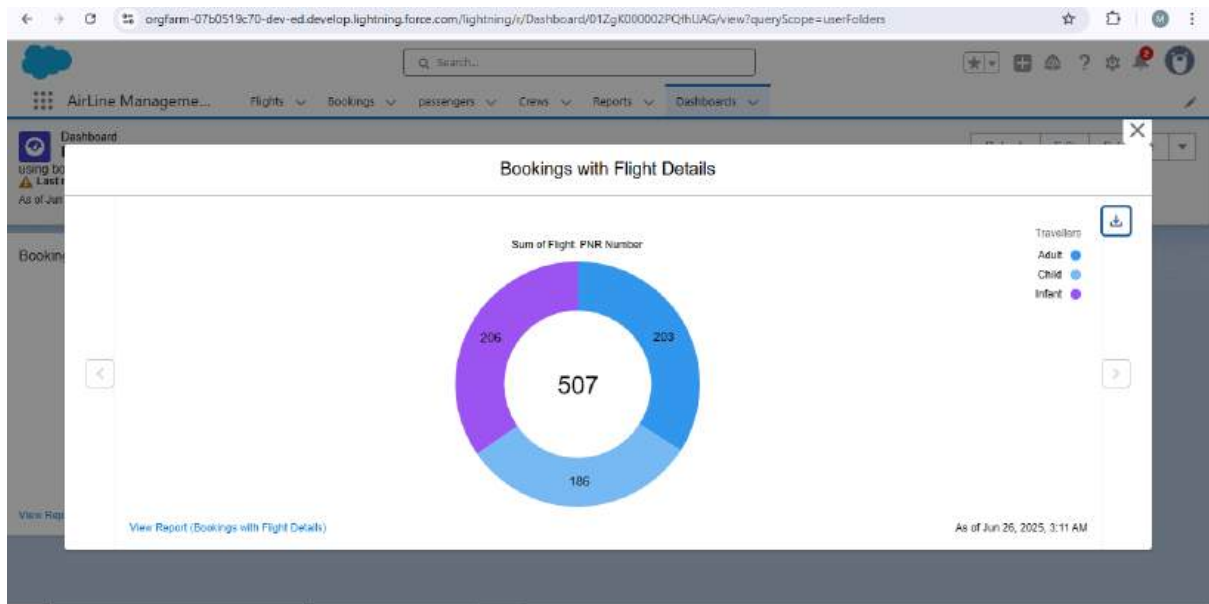 orgfarm-07b0519c70-dev-ed.develop.lightning.force.com/lightning/r/Dashboard/01ZgK000002PQfhUAG/view?queryScope=userFolders
Search...
AirLine Manageme... Flights Bookings passengers Crews Reports Dashboards
Dashboard
using bo
As of Jun
Booking
View Rep
Bookings with Flight Details
Sum of Flight: PNR Number
Travellers
Adult
Child
Infant
206
203
507
186
View Report (Bookings with Flight Details)
As of Jun 26, 2025, 3:11 AM